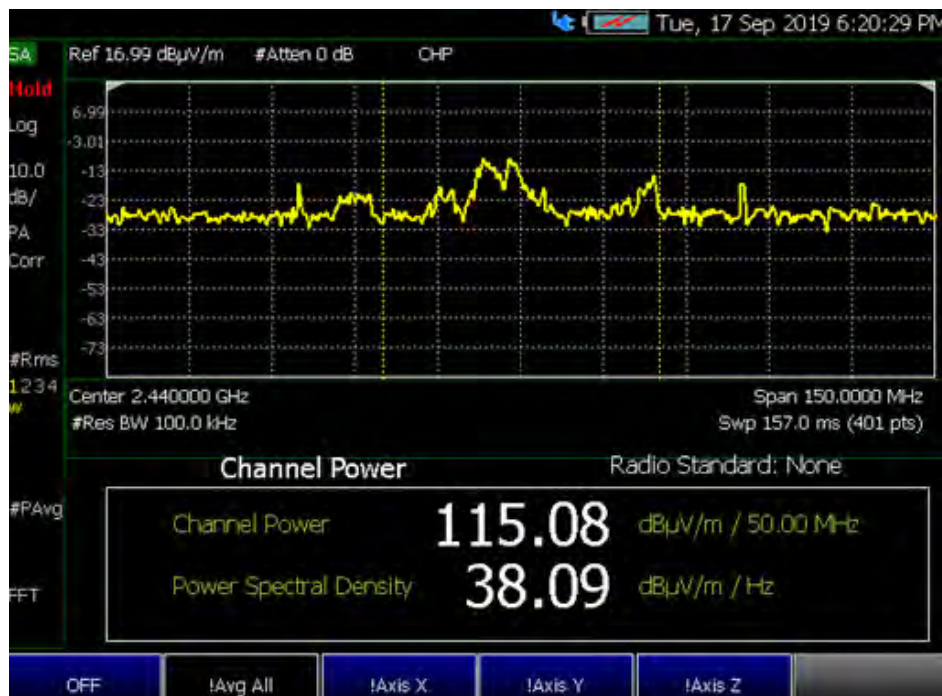 Tue, 17 Sep 2019 6:20:29 PM
SA
Ref 16.99 dBµV/m #Atten 0 dB CHP
Hold
Log
10.0
dB/
PA
Corr
6.99
-3.01
-13
-23
-33
-43
-53
-63
-73
#Rms
1234
W
Center 2.440000 GHz Span 150.0000 MHz
#Res BW 100.0 kHz Swp 157.0 ms (401 pts)
Channel Power Radio Standard: None
#PAvg
Channel Power 115.08 dBµV/m / 50.00 MHz
Power Spectral Density 38.09 dBµV/m / Hz
FFT
OFF !Avg All !Axis X !Axis Y !Axis Z